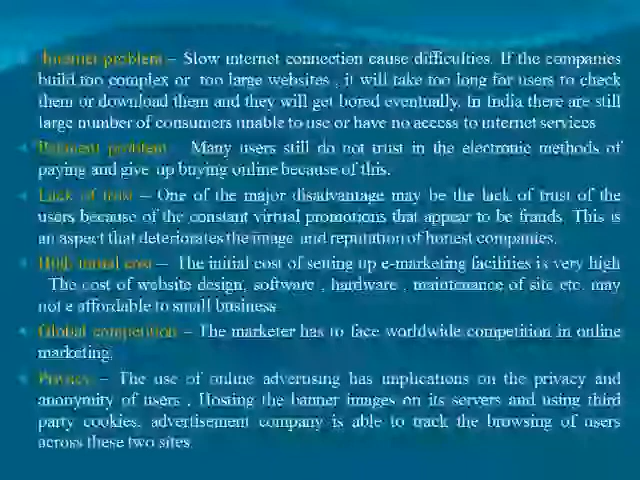 Internet problem – Slow internet connection cause difficulties. If the companies
build too complex or too large websites , it will take too long for users to check
them or download them and they will get bored eventually. In India there are still
large number of consumers unable to use or have no access to internet services
Payment problem – Many users still do not trust in the electronic methods of
paying and give up buying online because of this.
Lack of trust – One of the major disadvantage may be the lack of trust of the
users because of the constant virtual promotions that appear to be frauds. This is
an aspect that deteriorates the image and reputation of honest companies.
High initial cost – The initial cost of setting up e-marketing facilities is very high
The cost of website design, software , hardware , maintenance of site etc. may
not e affordable to small business
Global competition – The marketer has to face worldwide competition in online
marketing.
Privacy – The use of online advertising has implications on the privacy and
anonymity of users . Hosting the banner images on its servers and using third
party cookies, advertisement company is able to track the browsing of users
across these two sites.